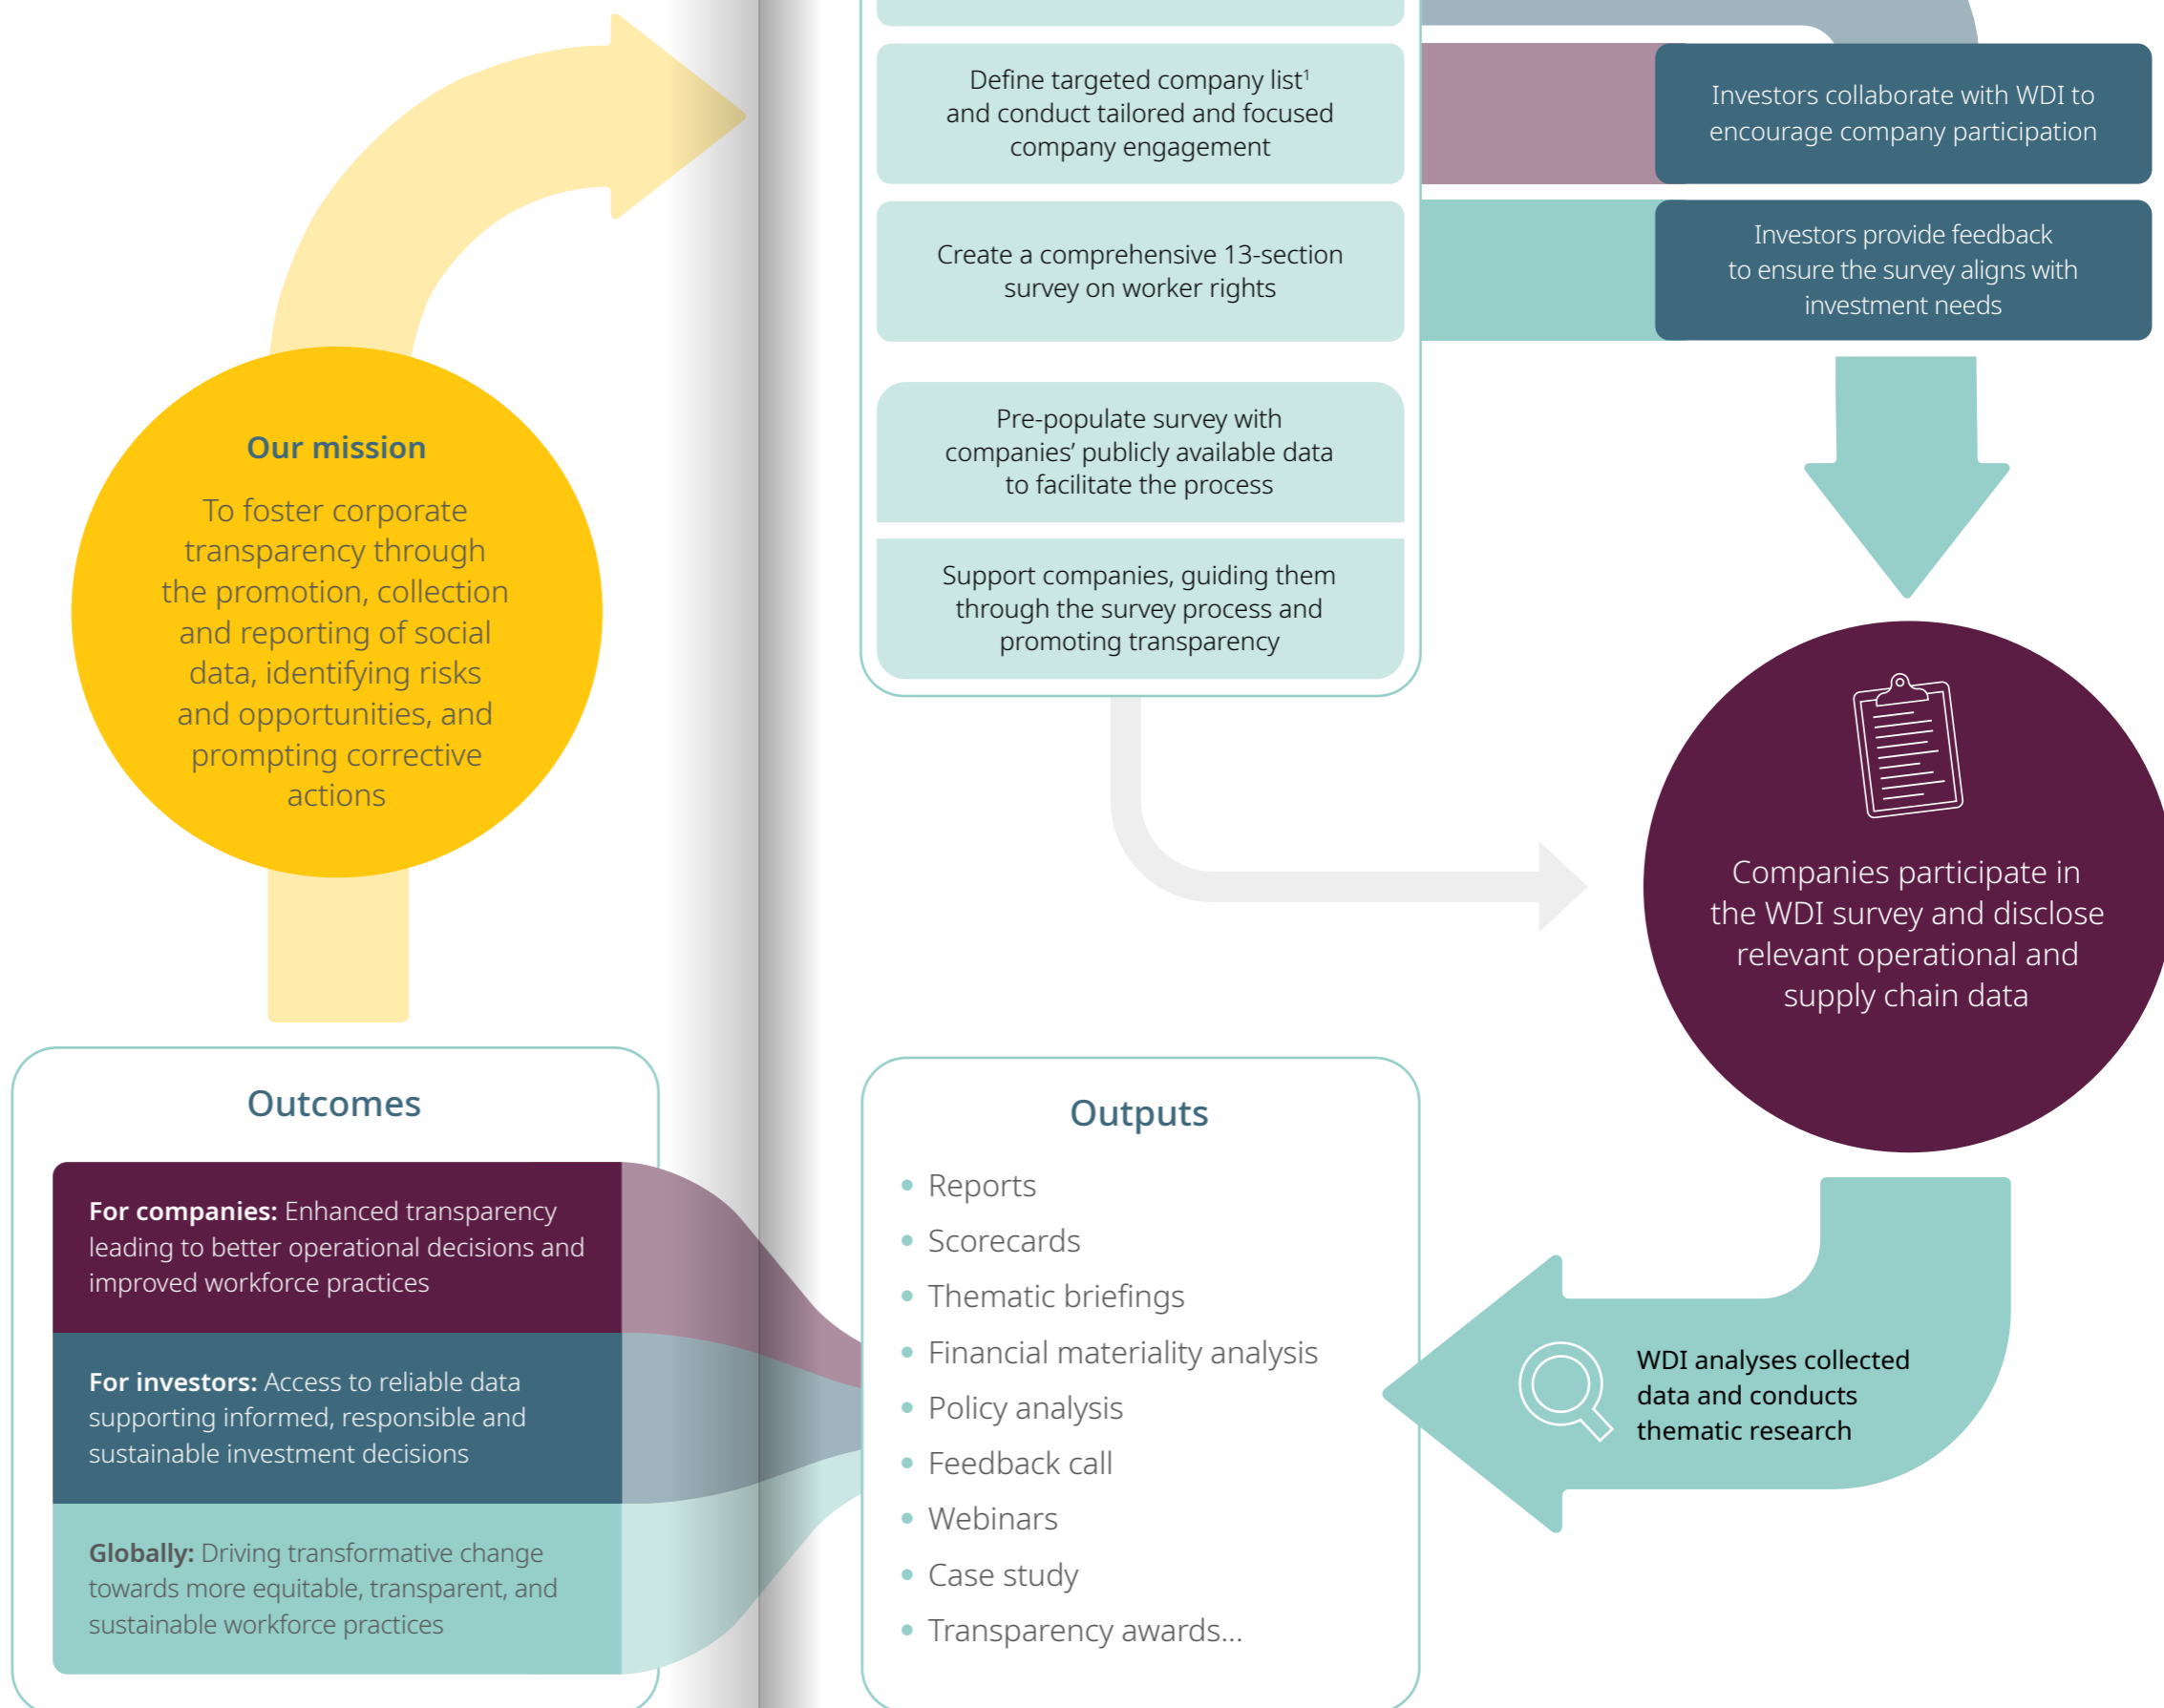 Define targeted company list¹
and conduct tailored and focused
company engagement
Investors collaborate with WDI to
encourage company participation
Create a comprehensive 13-section
survey on worker rights
Investors provide feedback
to ensure the survey aligns with
investment needs
Pre-populate survey with
companies’ publicly available data
to facilitate the process
Support companies, guiding them
through the survey process and
promoting transparency
Our mission
To foster corporate
transparency through
the promotion, collection
and reporting of social
data, identifying risks
and opportunities, and
prompting corrective
actions
Companies participate in
the WDI survey and disclose
relevant operational and
supply chain data
WDI analyses collected
data and conducts
thematic research
Outputs
• Reports
• Scorecards
• Thematic briefings
• Financial materiality analysis
• Policy analysis
• Feedback call
• Webinars
• Case study
• Transparency awards...
Outcomes
For companies: Enhanced transparency
leading to better operational decisions and
improved workforce practices
For investors: Access to reliable data
supporting informed, responsible and
sustainable investment decisions
Globally: Driving transformative change
towards more equitable, transparent, and
sustainable workforce practices